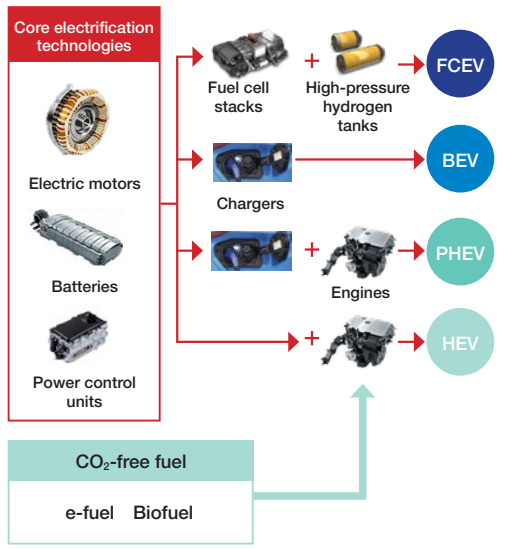 Core electrification
technologies
Electric motors
Batteries
Power control
units
Fuel cell
stacks
+
High-pressure
hydrogen
tanks
FCEV
Chargers
BEV
+
Engines
PHEV
+
HEV
CO₂-free fuel
e-fuel Biofuel